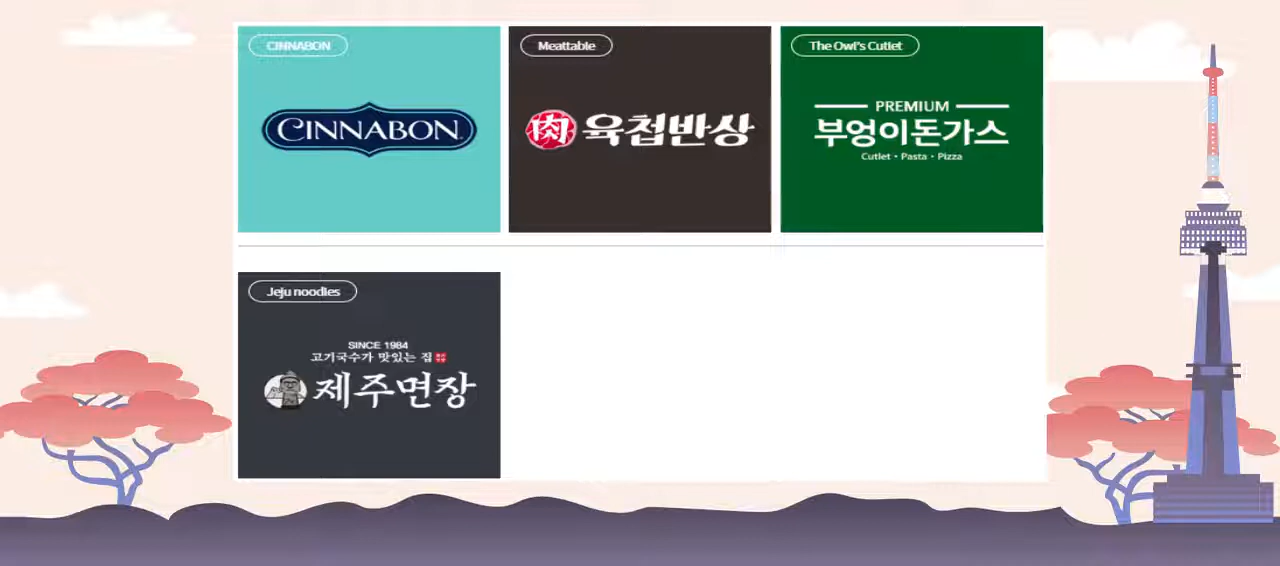 CINNABON
CINNABON
Meattable
肉 육첩반상
The Owl's Cutlet
PREMIUM
부엉이돈가스
Cutlet • Pasta • Pizza
Jeju noodles
SINCE 1984
고기국수가 맛있는 집
제주면장